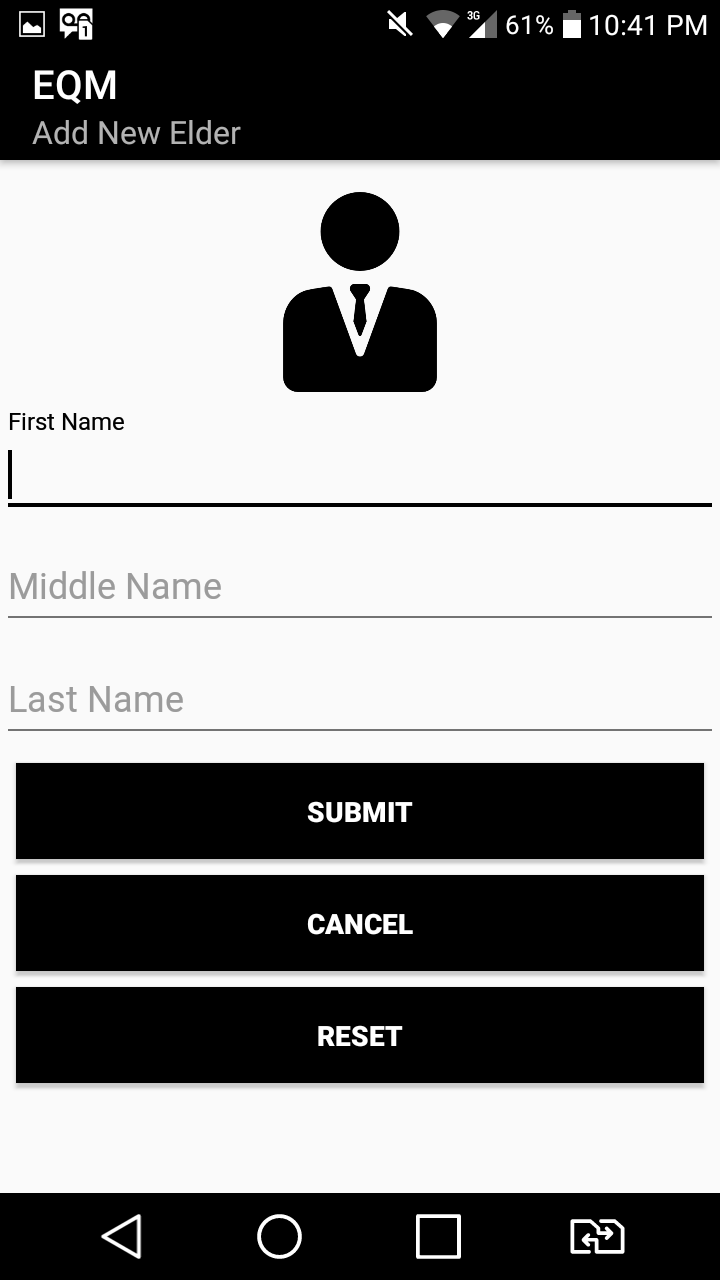 3G 61% 10:41 PM
EQM
Add New Elder
First Name
Middle Name
Last Name
SUBMIT
CANCEL
RESET